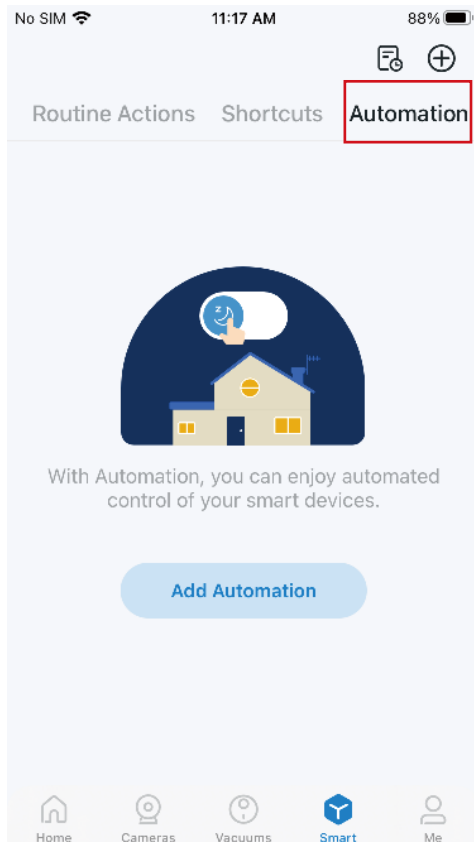 No SIM 11:17 AM 88%
Routine Actions Shortcuts Automation
z
With Automation, you can enjoy automated
control of your smart devices.
Add Automation
Home Cameras Vacuums Smart Me